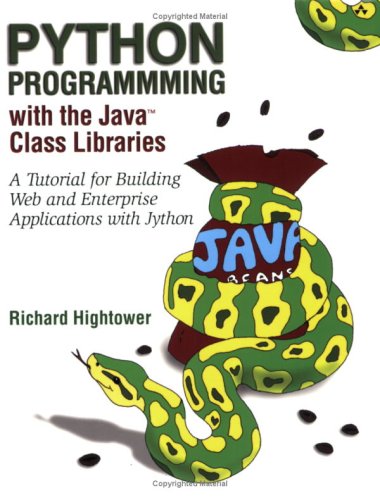 Copyrighted Material
PYTHON
PROGRAMMMING
with the Java™
Class Libraries
A Tutorial for Building
Web and Enterprise
Applications with Jython
JAVA
BEANS
Richard Hightower
Copyrighted Material